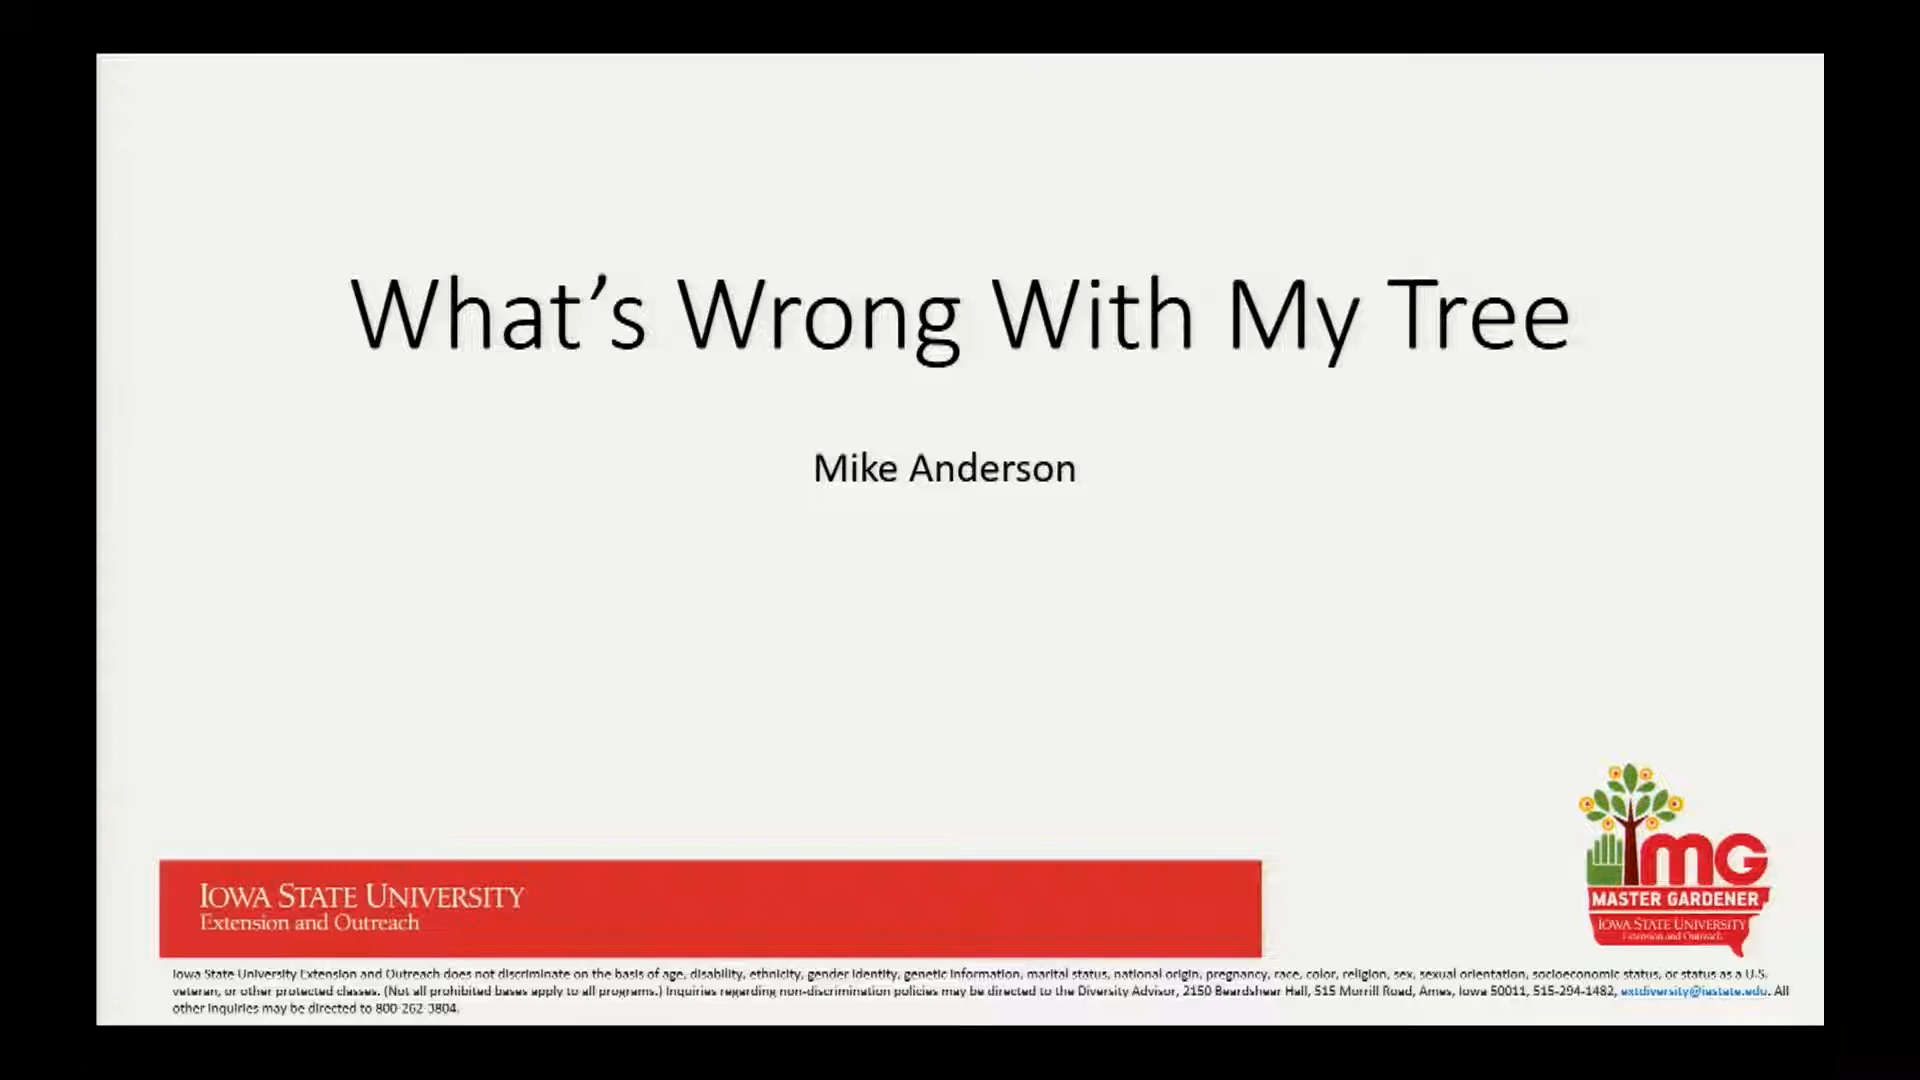 What’s Wrong With My Tree
Mike Anderson
mG
MASTER GARDENER
IOWA STATE UNIVERSITY
Extension and Outreach
IOWA STATE UNIVERSITY
Extension and Outreach
Iowa State University Extension and Outreach does not discriminate on the basis of age, disability, ethnicity, gender identity, genetic information, marital status, national origin, pregnancy, race, color, religion, sex, sexual orientation, socioeconomic status, or status as a U.S.
veteran, or other protected classes. (Not all prohibited bases apply to all programs.) Inquiries regarding non-discrimination policies may be directed to the Diversity Advisor, 2150 Beardshear Hall, 515 Morrill Road, Ames, Iowa 50011, 515-294-1482, extdiversity@iastate.edu. All
other inquiries may be directed to 800-262-3804.